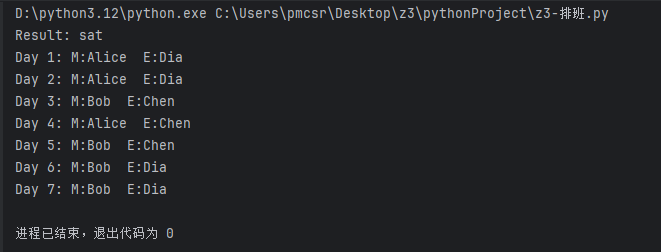 D:\python3.12\python.exe C:\Users\pmcsr\Desktop\z3\pythonProject\z3-排班.py
Result: sat
Day 1: M:Alice  E:Dia
Day 2: M:Alice  E:Dia
Day 3: M:Bob  E:Chen
Day 4: M:Alice  E:Chen
Day 5: M:Bob  E:Chen
Day 6: M:Bob  E:Dia
Day 7: M:Bob  E:Dia
进程已结束，退出代码为 0